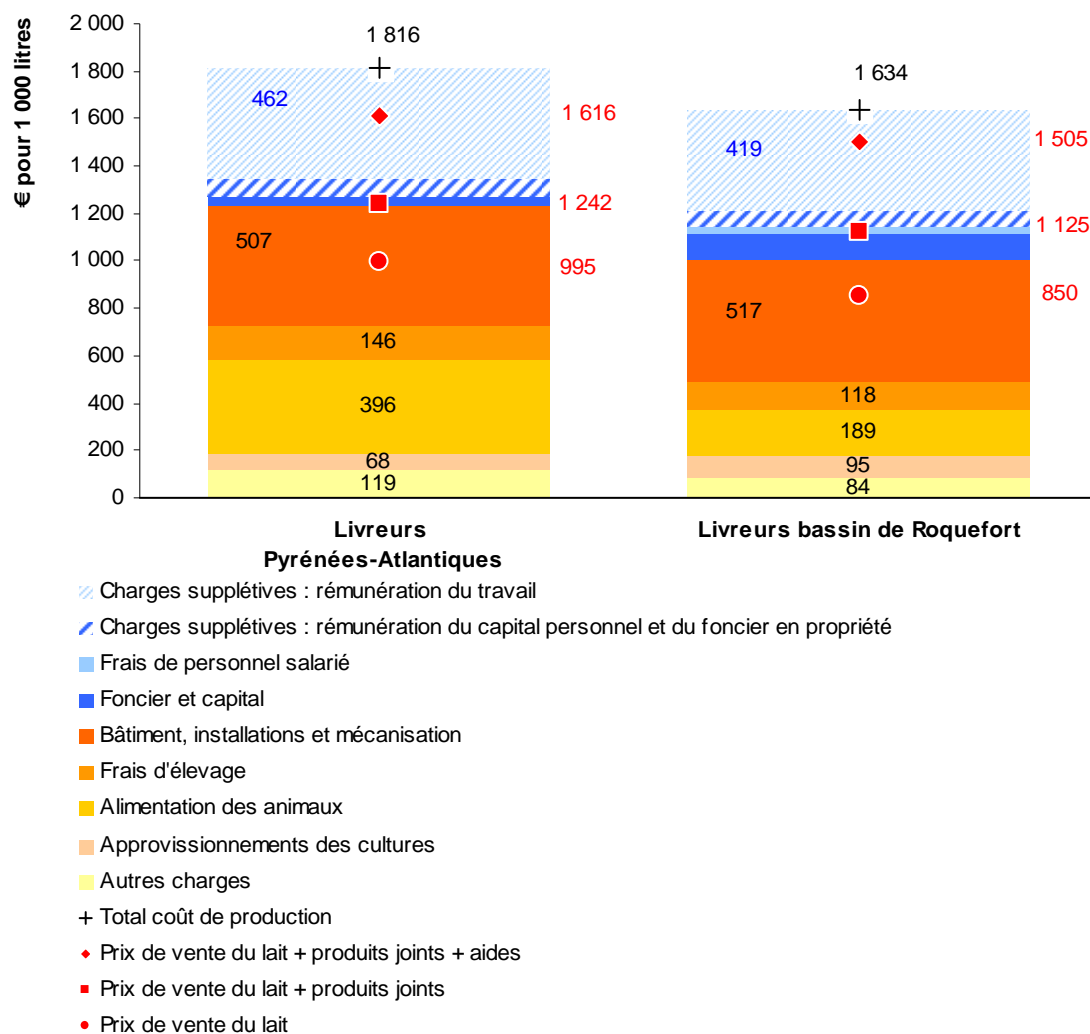 € pour 1 000 litres
2 000
1 800
1 600
1 400
1 200
1 000
800
600
400
200
0
1 816
462
1 616
1 242
507
995
146
396
68
119
1 634
419
1 505
1 125
517
850
118
189
95
84
Livreurs
Pyrénées-Atlantiques
Livreurs bassin de Roquefort
Charges supplétives : rémunération du travail
Charges supplétives : rémunération du capital personnel et du foncier en propriété
Frais de personnel salarié
Foncier et capital
Bâtiment, installations et mécanisation
Frais d'élevage
Alimentation des animaux
Approvissionnements des cultures
Autres charges
Total coût de production
Prix de vente du lait + produits joints + aides
Prix de vente du lait + produits joints
Prix de vente du lait